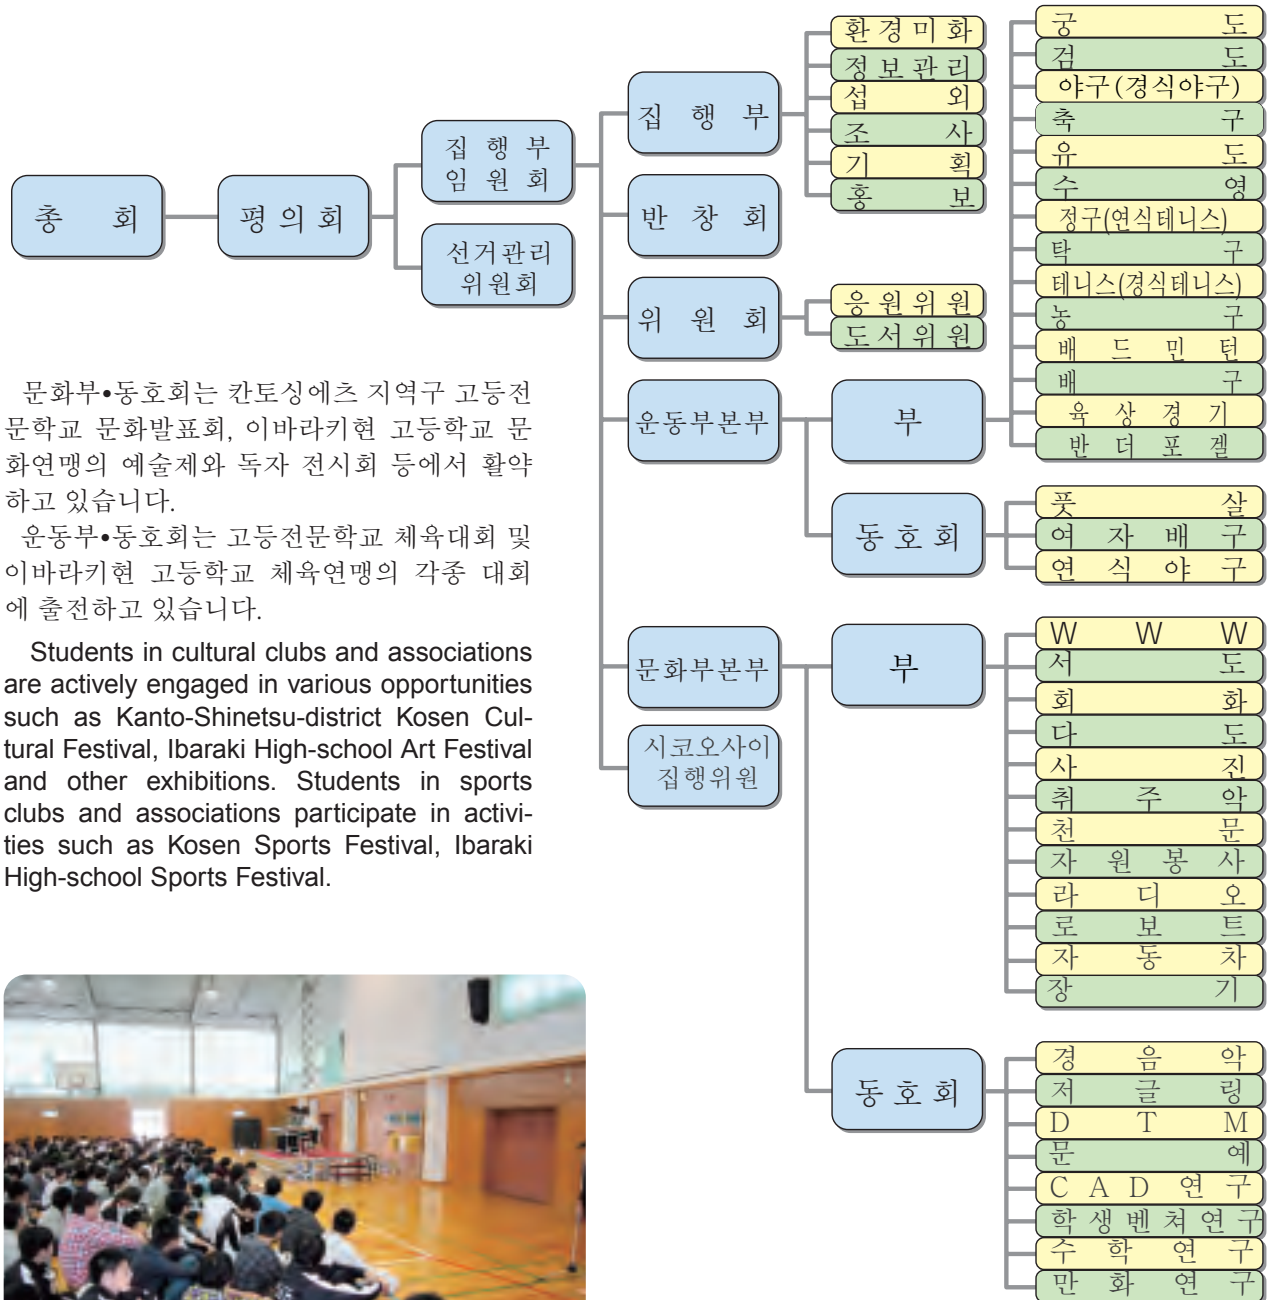 총 회
평의회
집 행 부
임 원 회
선거관리
위원회
집 행 부
반 창 회
위 원 회
운동부본부
문화부본부
시코오사이
집행위원
환경미화
정보관리
섭 외
조 사
기 획
홍 보
응원위원
도서위원
부
동호회
부
동호회
궁 도
검 도
야구(경식야구)
축 구
유 도
수 영
정구(연식테니스)
탁 구
테니스(경식테니스)
농 구
배 드 민 턴
배 구
육 상 경 기
반 더 포 겔
풋 살
여 자 배 구
연 식 야 구
W W W
서 도
회 화
다 도
사 진
취 주 악
천 문
자 원 봉 사
라 디 오
로 보 트
자 동 차
장 기
경 음 악
저 글 링
D T M
문 예
C A D 연 구
학생벤쳐연구
수 학 연 구
만 화 연 구
문화부•동호회는 칸토싱에츠 지역구 고등전
문학교 문화발표회, 이바라키현 고등학교 문
화연맹의 예술제와 독자 전시회 등에서 활약
하고 있습니다.
운동부•동호회는 고등전문학교 체육대회 및
이바라키현 고등학교 체육연맹의 각종 대회
에 출전하고 있습니다.
Students in cultural clubs and associations
are actively engaged in various opportunities
such as Kanto-Shinetsu-district Kosen Cul-
tural Festival, Ibaraki High-school Art Festival
and other exhibitions. Students in sports
clubs and associations participate in activi-
ties such as Kosen Sports Festival, Ibaraki
High-school Sports Festival.